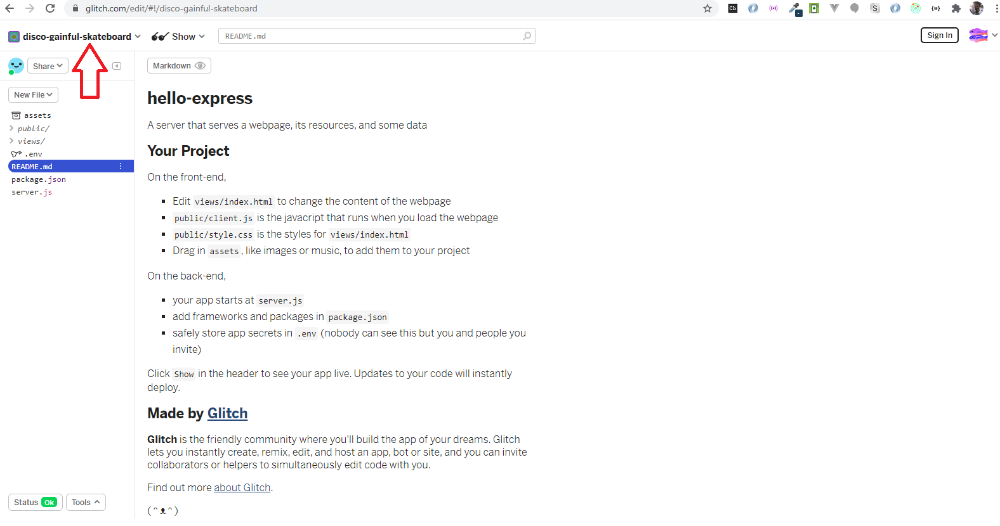 glitch.com/edit/#!/disco-gainful-skateboard
disco-gainful-skateboard Show README.md Sign In
Share Markdown
New File
hello-express
assets
public/
views/
.env
README.md
package.json
server.js
A server that serves a webpage, its resources, and some data
Your Project
On the front-end,
Edit views/index.html to change the content of the webpage
public/client.js is the javacript that runs when you load the webpage
public/style.css is the styles for views/index.html
Drag in assets, like images or music, to add them to your project
On the back-end,
your app starts at server.js
add frameworks and packages in package.json
safely store app secrets in .env (nobody can see this but you and people you
invite)
Click Show in the header to see your app live. Updates to your code will instantly
deploy.
Made by Glitch
Glitch is the friendly community where you'll build the app of your dreams. Glitch
lets you instantly create, remix, edit, and host an app, bot or site, and you can invite
collaborators or helpers to simultaneously edit code with you.
Find out more about Glitch.
(ᵔᴥᵔ)
Status Ok Tools